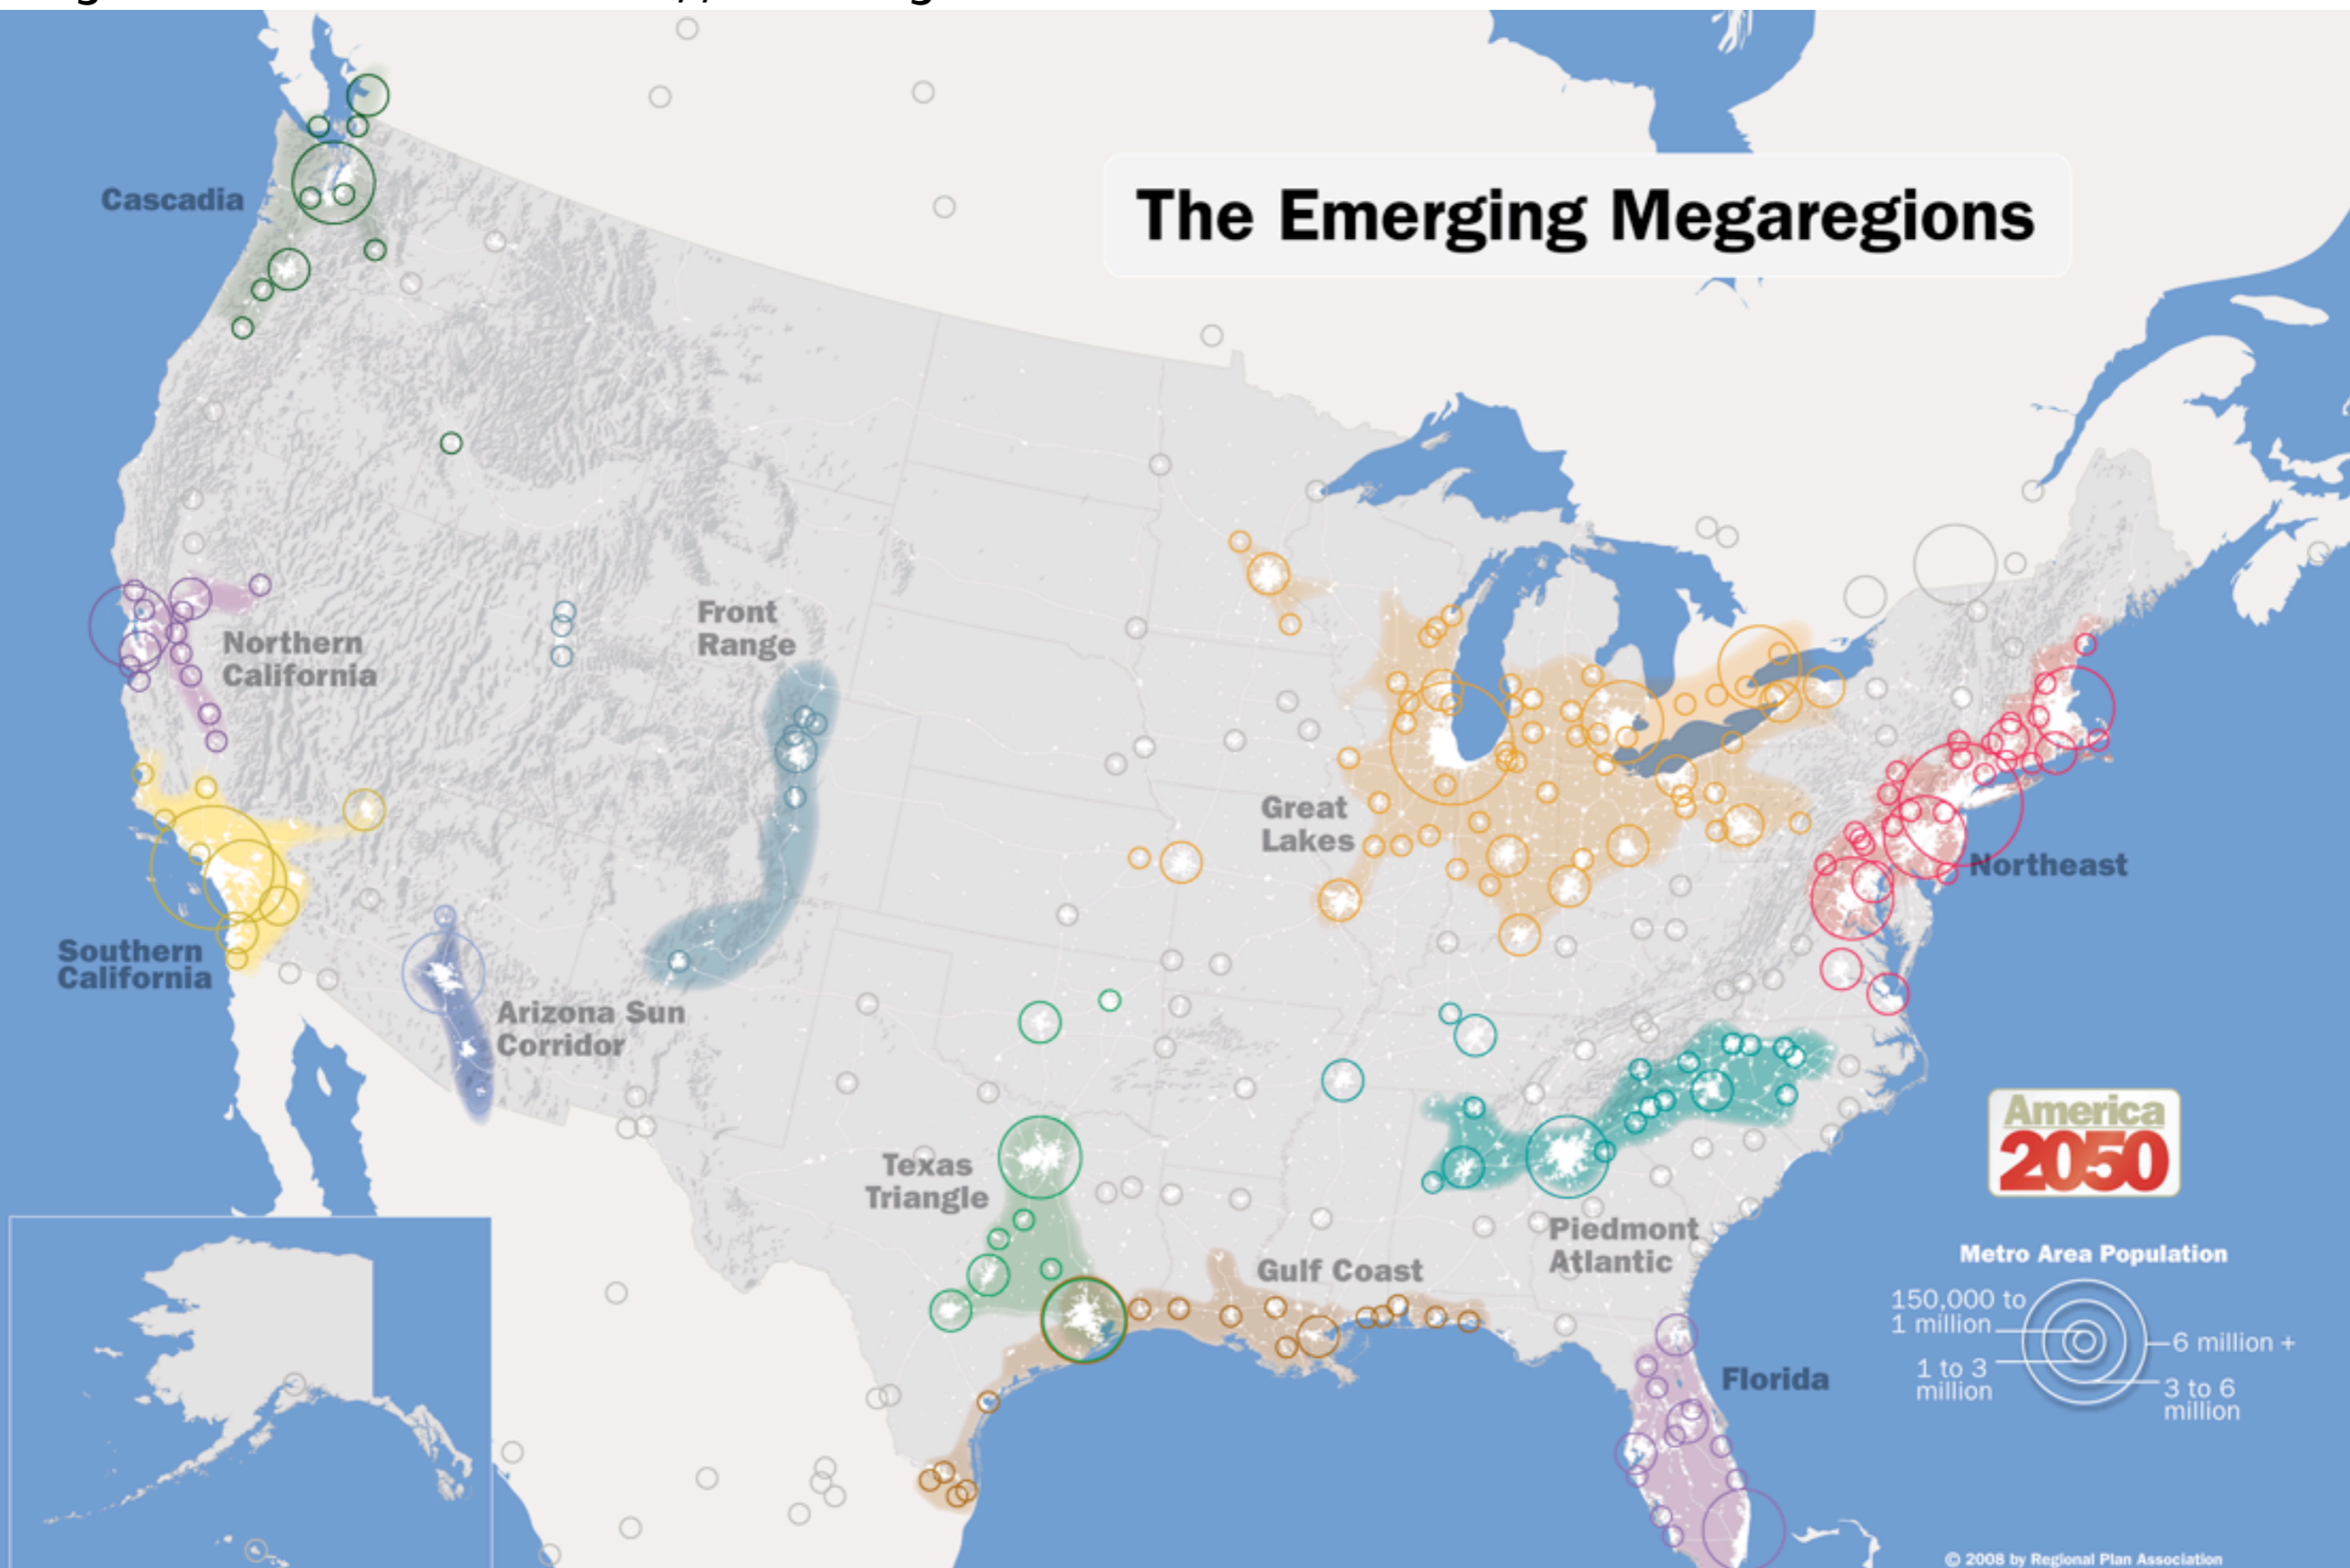 The Emerging Megaregions
Cascadia
Northern
California
Front
Range
Southern
California
Arizona Sun
Corridor
Great
Lakes
Northeast
Texas
Triangle
Gulf Coast
Piedmont
Atlantic
Florida
America
2050
Metro Area Population
150,000 to
1 million
1 to 3
million
6 million +
3 to 6
million
© 2008 by Regional Plan Association